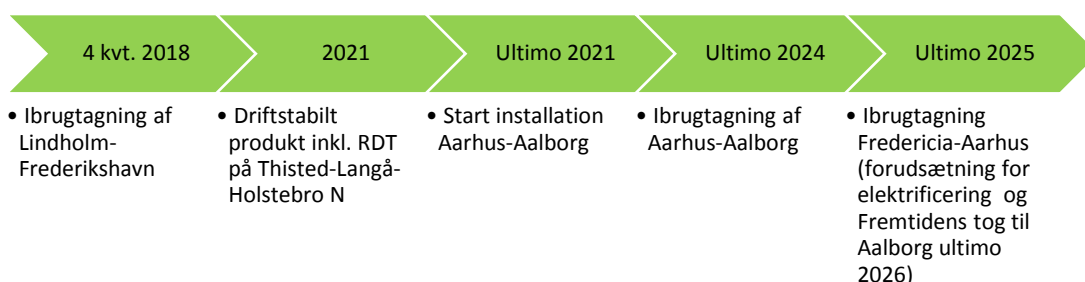 4 kvt. 2018
2021
Ultimo 2021
Ultimo 2024
Ultimo 2025
• Ibrugtagning af
Lindholm-
Frederikshavn
• Driftstabilt
produkt inkl. RDT
på Thisted-Langå-
Holstebro N
• Start installation
Aarhus-Aalborg
• Ibrugtagning af
Aarhus-Aalborg
• Ibrugtagning
Fredericia-Aarhus
(forudsætning for
elektrificering og
Fremtidens tog til
Aalborg ultimo
2026)